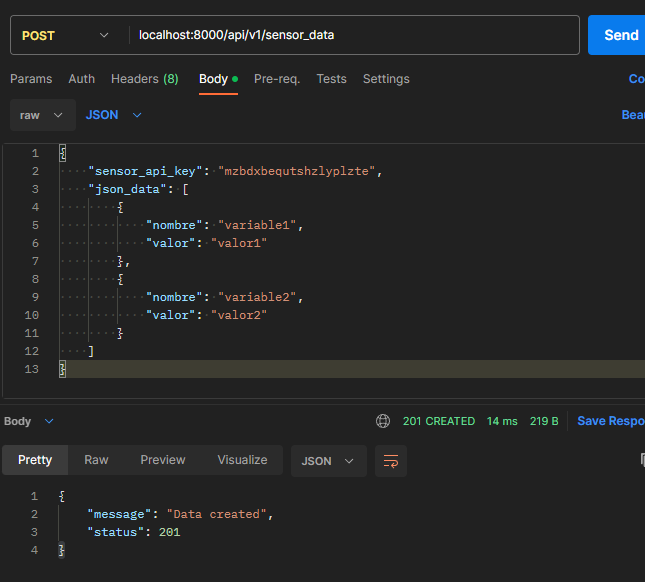 POST localhost:8000/api/v1/sensor_data Send
Params Auth Headers (8) Body Pre-req. Tests Settings Co
raw JSON Beau
1 {
2 "sensor_api_key": "mzbdxbequtshzlyplzte",
3 "json_data": [
4 {
5 "nombre": "variable1",
6 "valor": "valor1"
7 },
8 {
9 "nombre": "variable2",
10 "valor": "valor2"
11 }
12 ]
13 }
Body 201 CREATED 14 ms 219 B Save Respo
Pretty Raw Preview Visualize JSON
1 {
2 "message": "Data created",
3 "status": 201
4 }